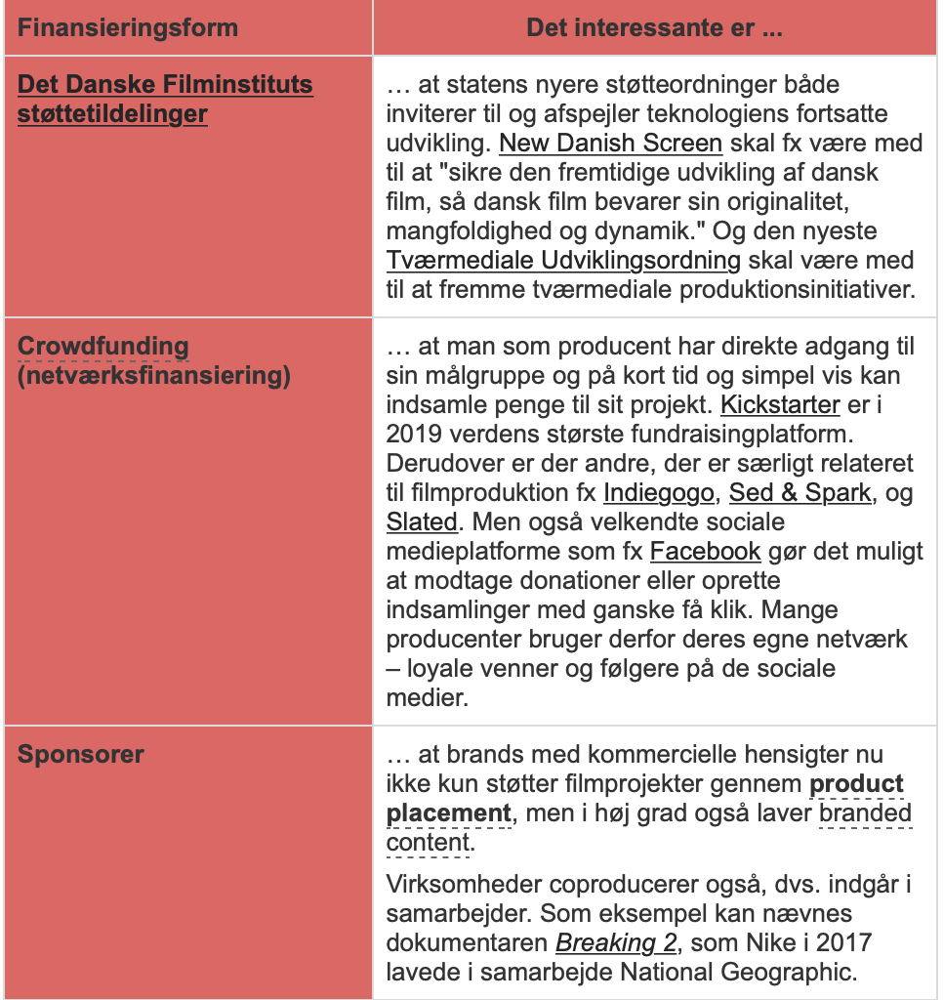 Finansieringsform
Det interessante er ...
Det Danske Filminstituts
støttetildelinger
… at statens nyere støtteordninger både
inviterer til og afspejler teknologiens fortsatte
udvikling. New Danish Screen skal fx være med
til at "sikre den fremtidige udvikling af dansk
film, så dansk film bevarer sin originalitet,
mangfoldighed og dynamik." Og den nyeste
Tværmediale Udviklingsordning skal være med
til at fremme tværmediale produktionsinitiativer.
Crowdfunding
(netværksfinansiering)
… at man som producent har direkte adgang til
sin målgruppe og på kort tid og simpel vis kan
indsamle penge til sit projekt. Kickstarter er i
2019 verdens største fundraisingplatform.
Derudover er der andre, der er særligt relateret
til filmproduktion fx Indiegogo, Sed & Spark, og
Slated. Men også velkendte sociale
medieplatforme som fx Facebook gør det muligt
at modtage donationer eller oprette
indsamlinger med ganske få klik. Mange
producenter bruger derfor deres egne netværk
– loyale venner og følgere på de sociale
medier.
Sponsorer
… at brands med kommercielle hensigter nu
ikke kun støtter filmprojekter gennem product
placement, men i høj grad også laver branded
content.
Virksomheder coproducerer også, dvs. indgår i
samarbejder. Som eksempel kan nævnes
dokumentaren Breaking 2, som Nike i 2017
lavede i samarbejde National Geographic.